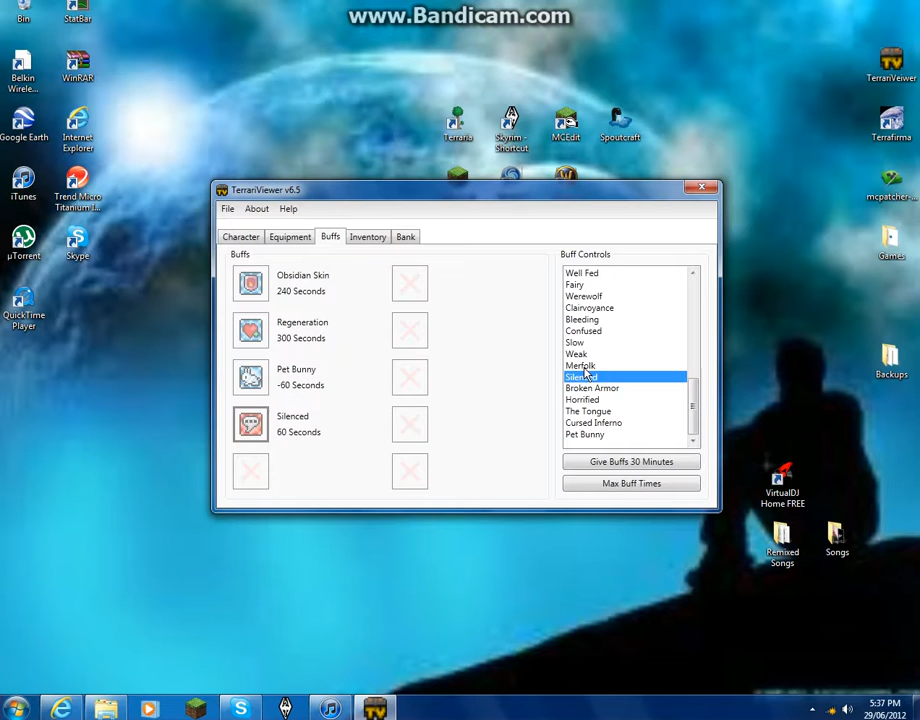 www.Bandicam.com
Bin
StatBar
Belkin
Wirele...
WinRAR
Google Earth
Internet
Explorer
iTunes
Trend Micro
Titanium I...
µTorrent
Skype
QuickTime
Player
Terraria
Skyrim -
Shortcut
MCEdit
Spoutcraft
TerrariVeiwer
Terrafirma
mcpatcher-...
Games
Backups
VirtualDJ
Home FREE
Remixed
Songs
Songs
TerrariViewer v6.5
File
About
Help
Character
Equipment
Buffs
Inventory
Bank
Buffs
Obsidian Skin
240 Seconds
Regeneration
300 Seconds
Pet Bunny
-60 Seconds
Silenced
60 Seconds
Buff Controls
Well Fed
Fairy
Werewolf
Clairvoyance
Bleeding
Confused
Slow
Weak
Merfolk
Silenced
Broken Armor
Horrified
The Tongue
Cursed Inferno
Pet Bunny
Give Buffs 30 Minutes
Max Buff Times
5:37 PM
29/06/2012